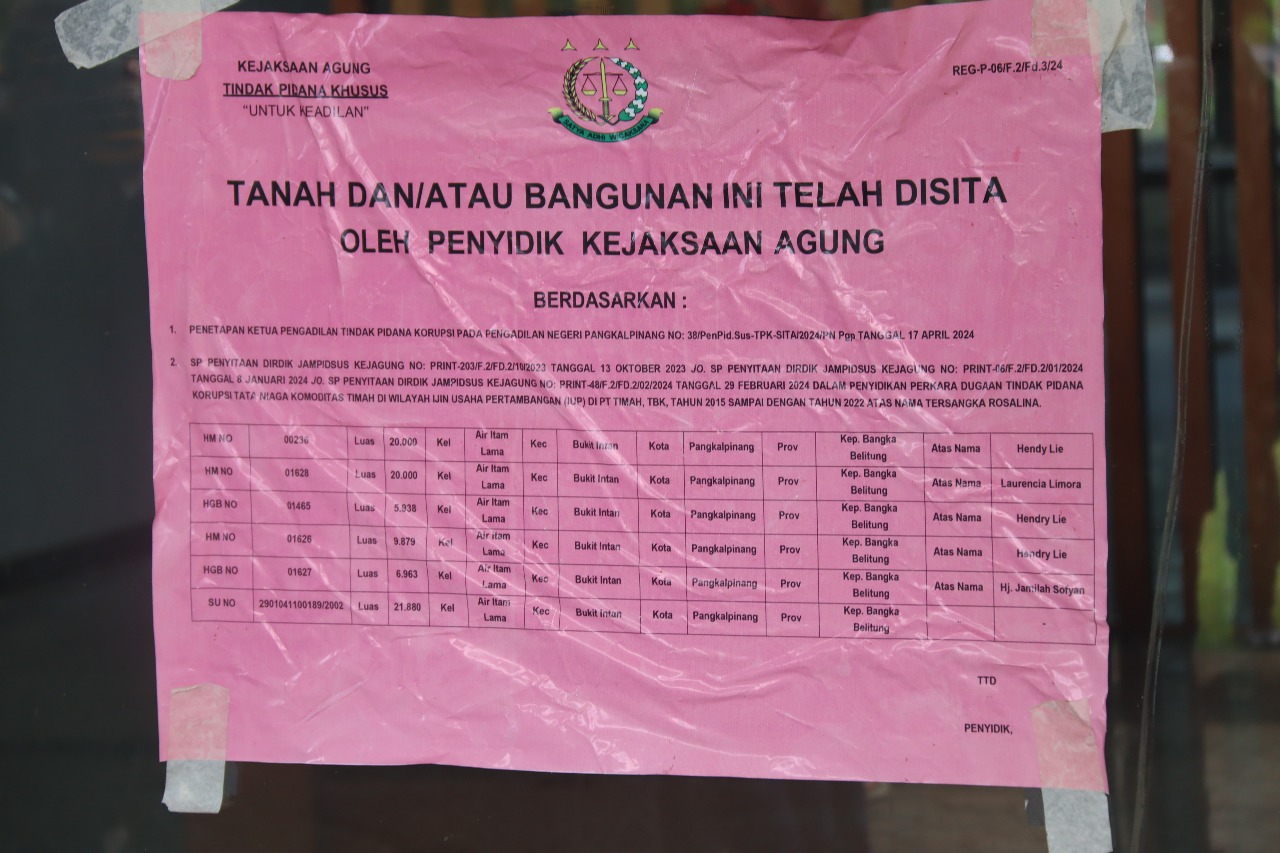 KEJAKSAAN AGUNG
TINDAK PIDANA KHUSUS
"UNTUK KEADILAN"
SATYA ADHI WICAKSANA
REG-P-06/F.2/Fd.3/24
TANAH DAN/ATAU BANGUNAN INI TELAH DISITA
OLEH PENYIDIK KEJAKSAAN AGUNG
BERDASARKAN :
1. PENETAPAN KETUA PENGADILAN TINDAK PIDANA KORUPSI PADA PENGADILAN NEGERI PANGKALPINANG NO: 38/PenPid.Sus-TPK-SITA/2024/PN Pgp TANGGAL 17 APRIL 2024
2. SP PENYITAAN DIRDIK JAMPIDSUS KEJAGUNG NO: PRINT-203/F.2/FD.2/10/2023 TANGGAL 13 OKTOBER 2023 JO. SP PENYITAAN DIRDIK JAMPIDSUS KEJAGUNG NO: PRINT-06/F.2/FD.2/01/2024
TANGGAL 8 JANUARI 2024 JO. SP PENYITAAN DIRDIK JAMPIDSUS KEJAGUNG NO: PRINT-48/F.2/FD.2/02/2024 TANGGAL 29 FEBRUARI 2024 DALAM PENYIDIKAN PERKARA DUGAAN TINDAK PIDANA
KORUPSI TATA NIAGA KOMODITAS TIMAH DI WILAYAH IJIN USAHA PERTAMBANGAN (IUP) DI PT TIMAH, TBK, TAHUN 2015 SAMPAI DENGAN TAHUN 2022 ATAS NAMA TERSANGKA ROSALINA.
HM NO 00236 Luas 20.000 Kel Air Itam Lama Kec Bukit Intan Kota Pangkalpinang Prov Kep. Bangka Belitung Atas Nama Hendy Lie
HM NO 01628 Luas 20.000 Kel Air Itam Lama Kec Bukit Intan Kota Pangkalpinang Prov Kep. Bangka Belitung Atas Nama Laurencia Limora
HGB NO 01465 Luas 5.938 Kel Air Itam Lama Kec Bukit Intan Kota Pangkalpinang Prov Kep. Bangka Belitung Atas Nama Hendry Lie
HM NO 01626 Luas 9.879 Kel Air Itam Lama Kec Bukit Intan Kota Pangkalpinang Prov Kep. Bangka Belitung Atas Nama Hendry Lie
HGB NO 01627 Luas 6.963 Kel Air Itam Lama Kec Bukit Intan Kota Pangkalpinang Prov Kep. Bangka Belitung Atas Nama Hj. Jamilah Sofyan
SU NO 2901041100189/2002 Luas 21.880 Kel Air Itam Lama Kec Bukit Intan Kota Pangkalpinang Prov Kep. Bangka Belitung
TTD
PENYIDIK,